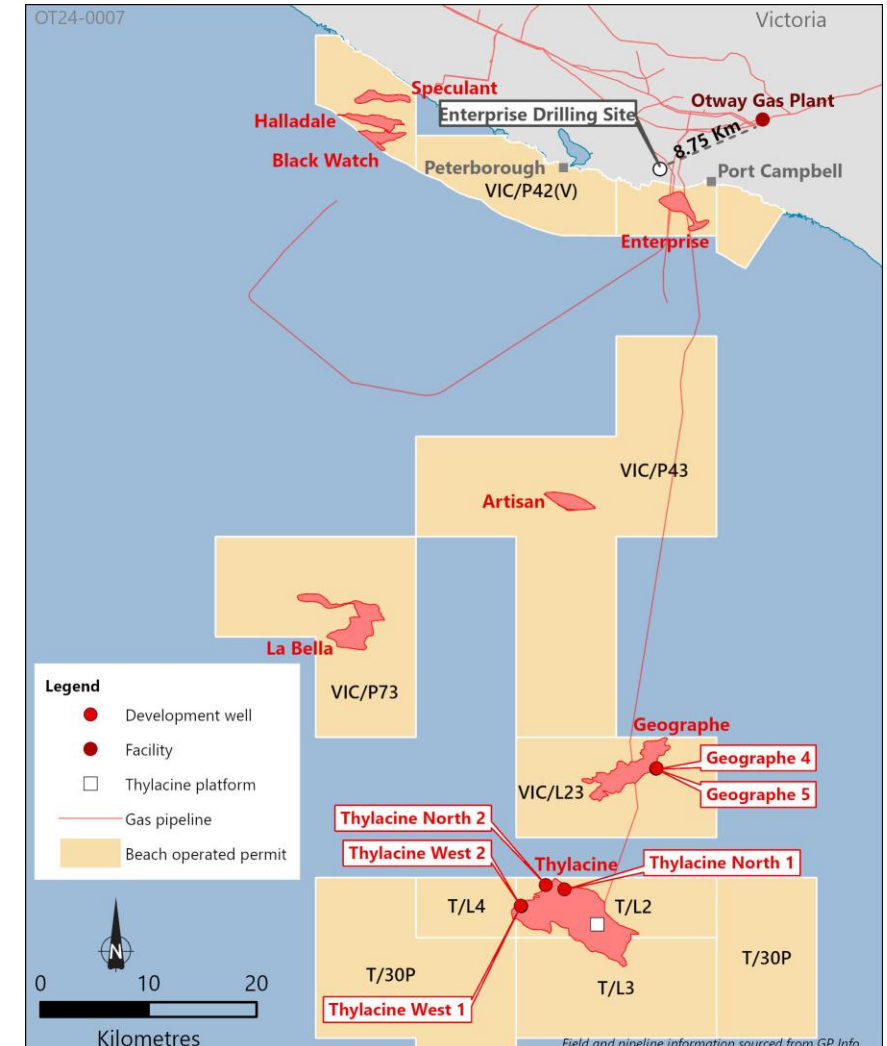 OT24-0007
Victoria
Speculant
Otway Gas Plant
Enterprise Drilling Site
Halladale
8.75 Km
Black Watch
Peterborough
Port Campbell
VIC/P42(V)
Enterprise
VIC/P43
Artisan
La Bella
VIC/P73
Legend
Development well
Facility
Thylacine platform
Gas pipeline
Beach operated permit
Geographe
Geographe 4
VIC/L23
Geographe 5
Thylacine North 2
Thylacine West 2
Thylacine
Thylacine North 1
T/L4
T/L2
T/30P
T/L3
T/30P
Thylacine West 1
N
0 10 20
Kilometres
Field and pipeline information sourced from GP Info